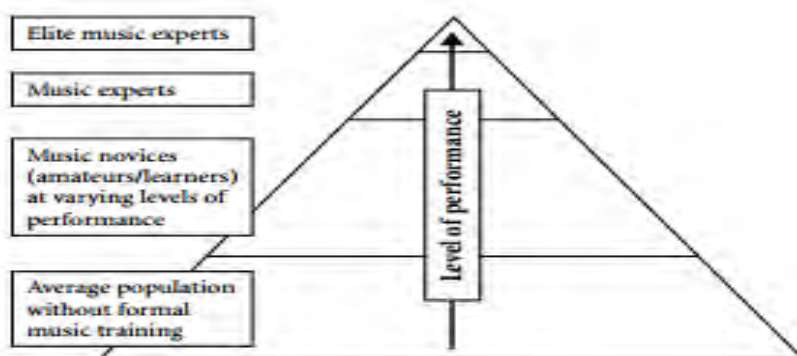 Elite music experts
Music experts
Music novices
(amateurs/learners)
at varying levels of
performance
Average population
without formal
music training
Level of performance